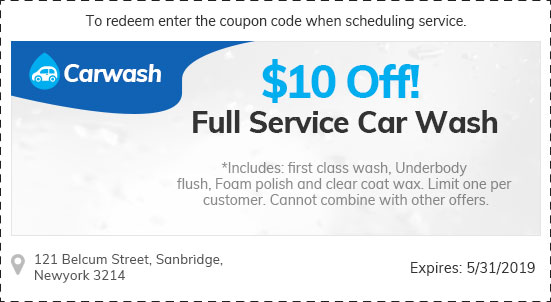 To redeem enter the coupon code when scheduling service.
Carwash
$10 Off!
Full Service Car Wash
*Includes: first class wash, Underbody
flush, Foam polish and clear coat wax. Limit one per
customer. Cannot combine with other offers.
121 Belcum Street, Sanbridge,
Newyork 3214
Expires: 5/31/2019